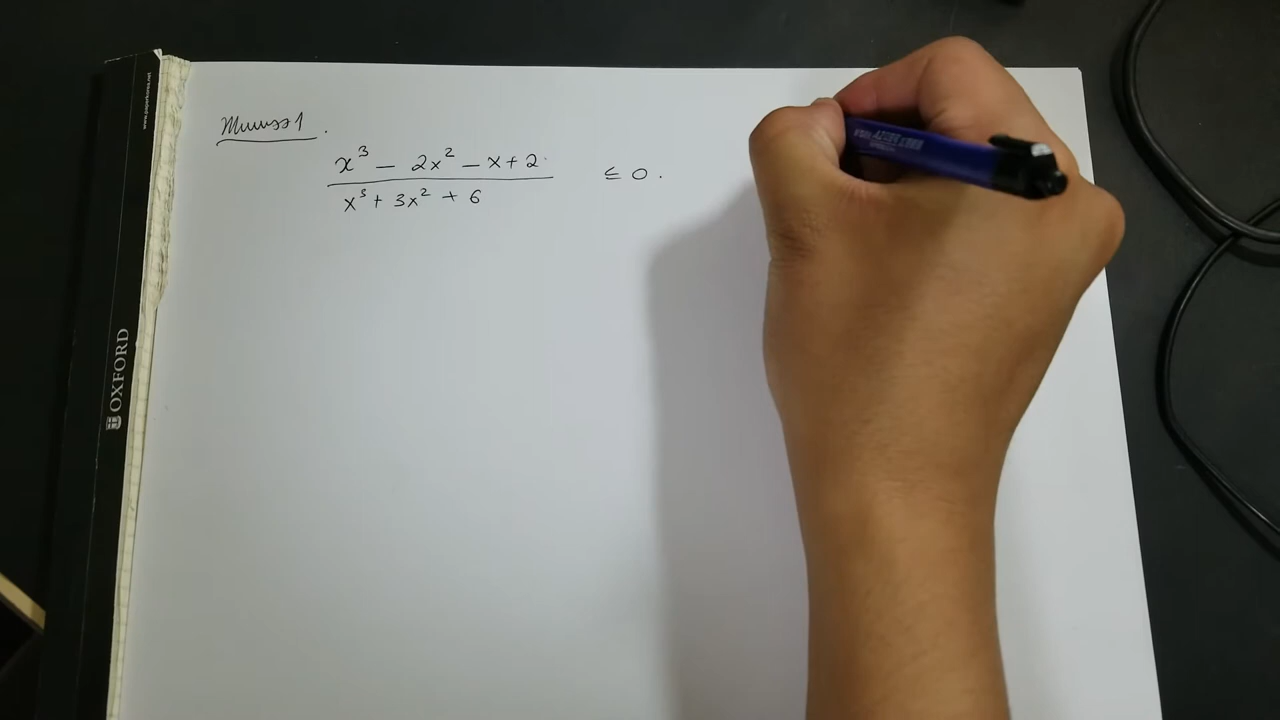 x³ - 2x² - x + 2
x³ + 3x² + 6
≤ 0.
OXFORD